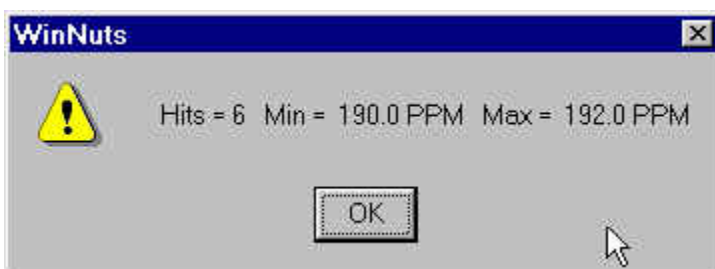 WinNuts
Hits = 6 Min = 190.0 PPM Max = 192.0 PPM
OK